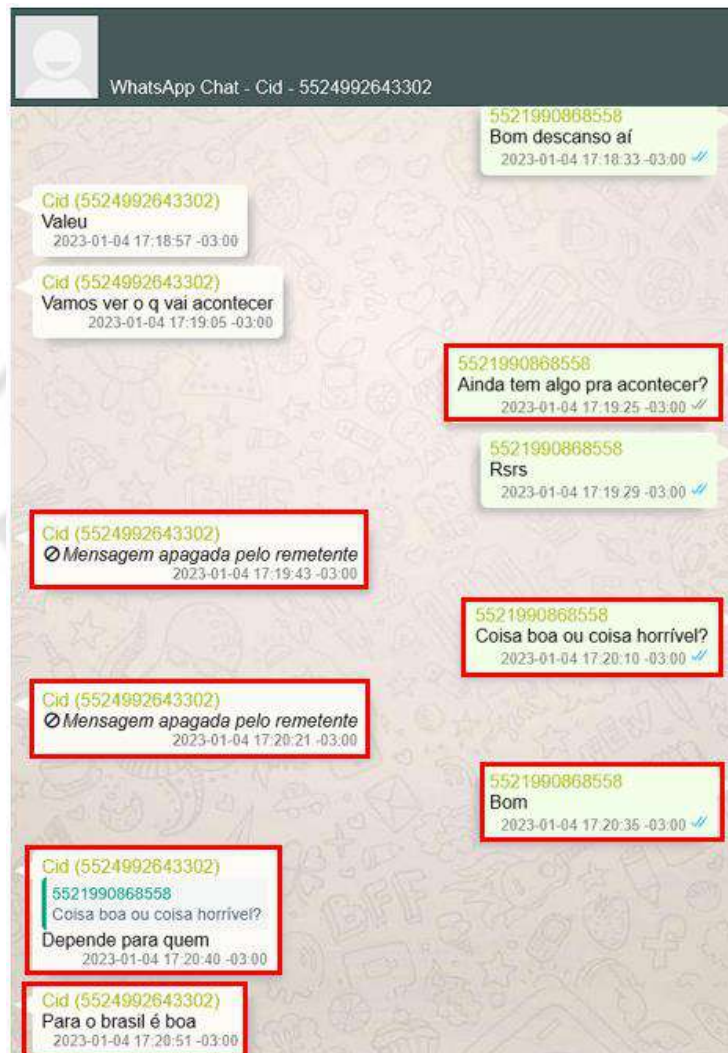 WhatsApp Chat - Cid - 5524992643302
5521990868558
Bom descanso aí
2023-01-04 17:18:33 -03:00
Cid (5524992643302)
Valeu
2023-01-04 17:18:57 -03:00
Cid (5524992643302)
Vamos ver o q vai acontecer
2023-01-04 17:19:05 -03:00
5521990868558
Ainda tem algo pra acontecer?
2023-01-04 17:19:25 -03:00
5521990868558
Rsrs
2023-01-04 17:19:29 -03:00
Cid (5524992643302)
Mensagem apagada pelo remetente
2023-01-04 17:19:43 -03:00
5521990868558
Coisa boa ou coisa horrível?
2023-01-04 17:20:10 -03:00
Cid (5524992643302)
Mensagem apagada pelo remetente
2023-01-04 17:20:21 -03:00
5521990868558
Bom
2023-01-04 17:20:35 -03:00
Cid (5524992643302)
5521990868558
Coisa boa ou coisa horrível?
Depende para quem
2023-01-04 17:20:40 -03:00
Cid (5524992643302)
Para o brasil é boa
2023-01-04 17:20:51 -03:00